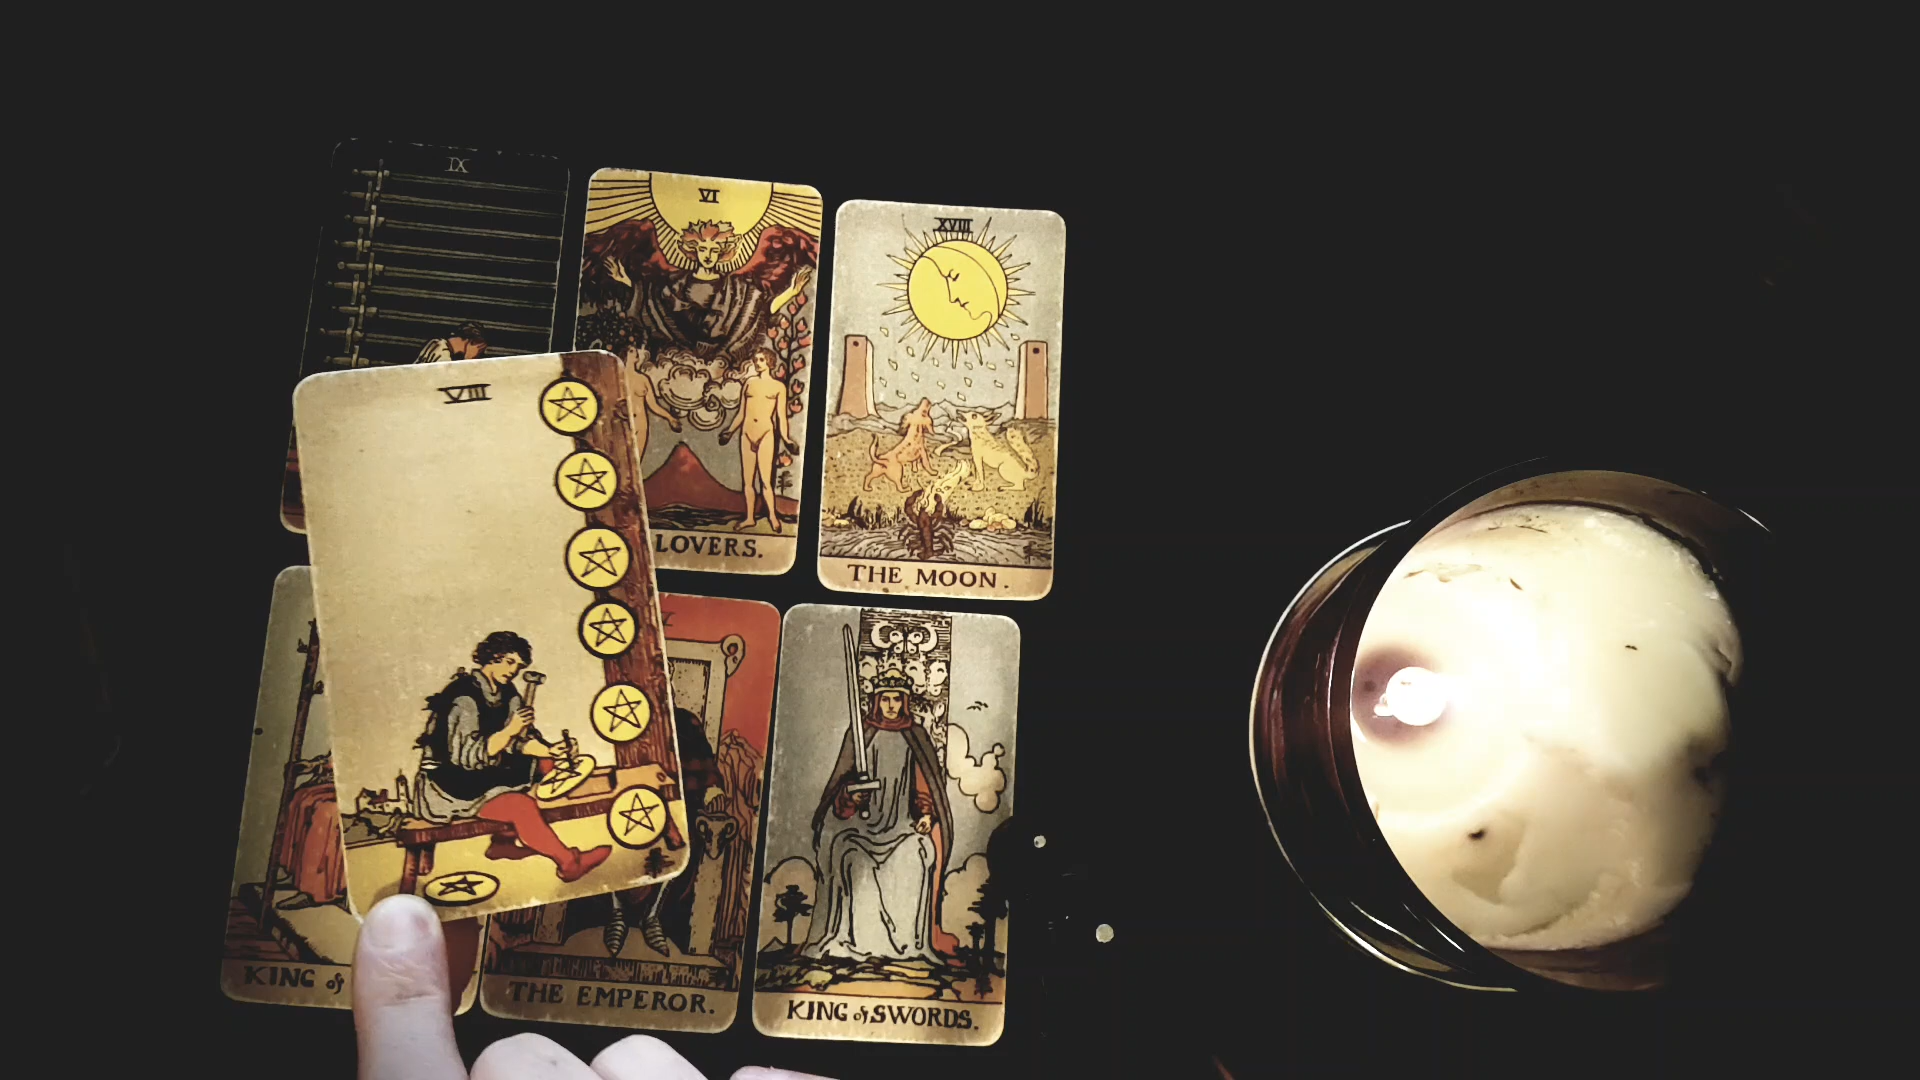 IX
VI
XVIII
VIII
LOVERS.
THE MOON.
KING of
THE EMPEROR.
KING of SWORDS.